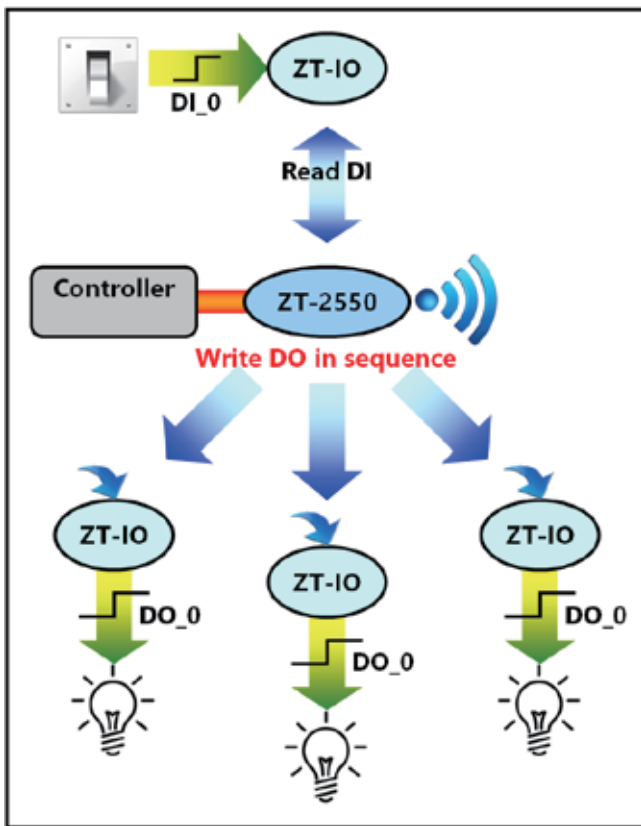 ZT-IO
DI_0
Read DI
Controller
ZT-2550
Write DO in sequence
ZT-IO
ZT-IO
ZT-IO
DO_0
DO_0
DO_0